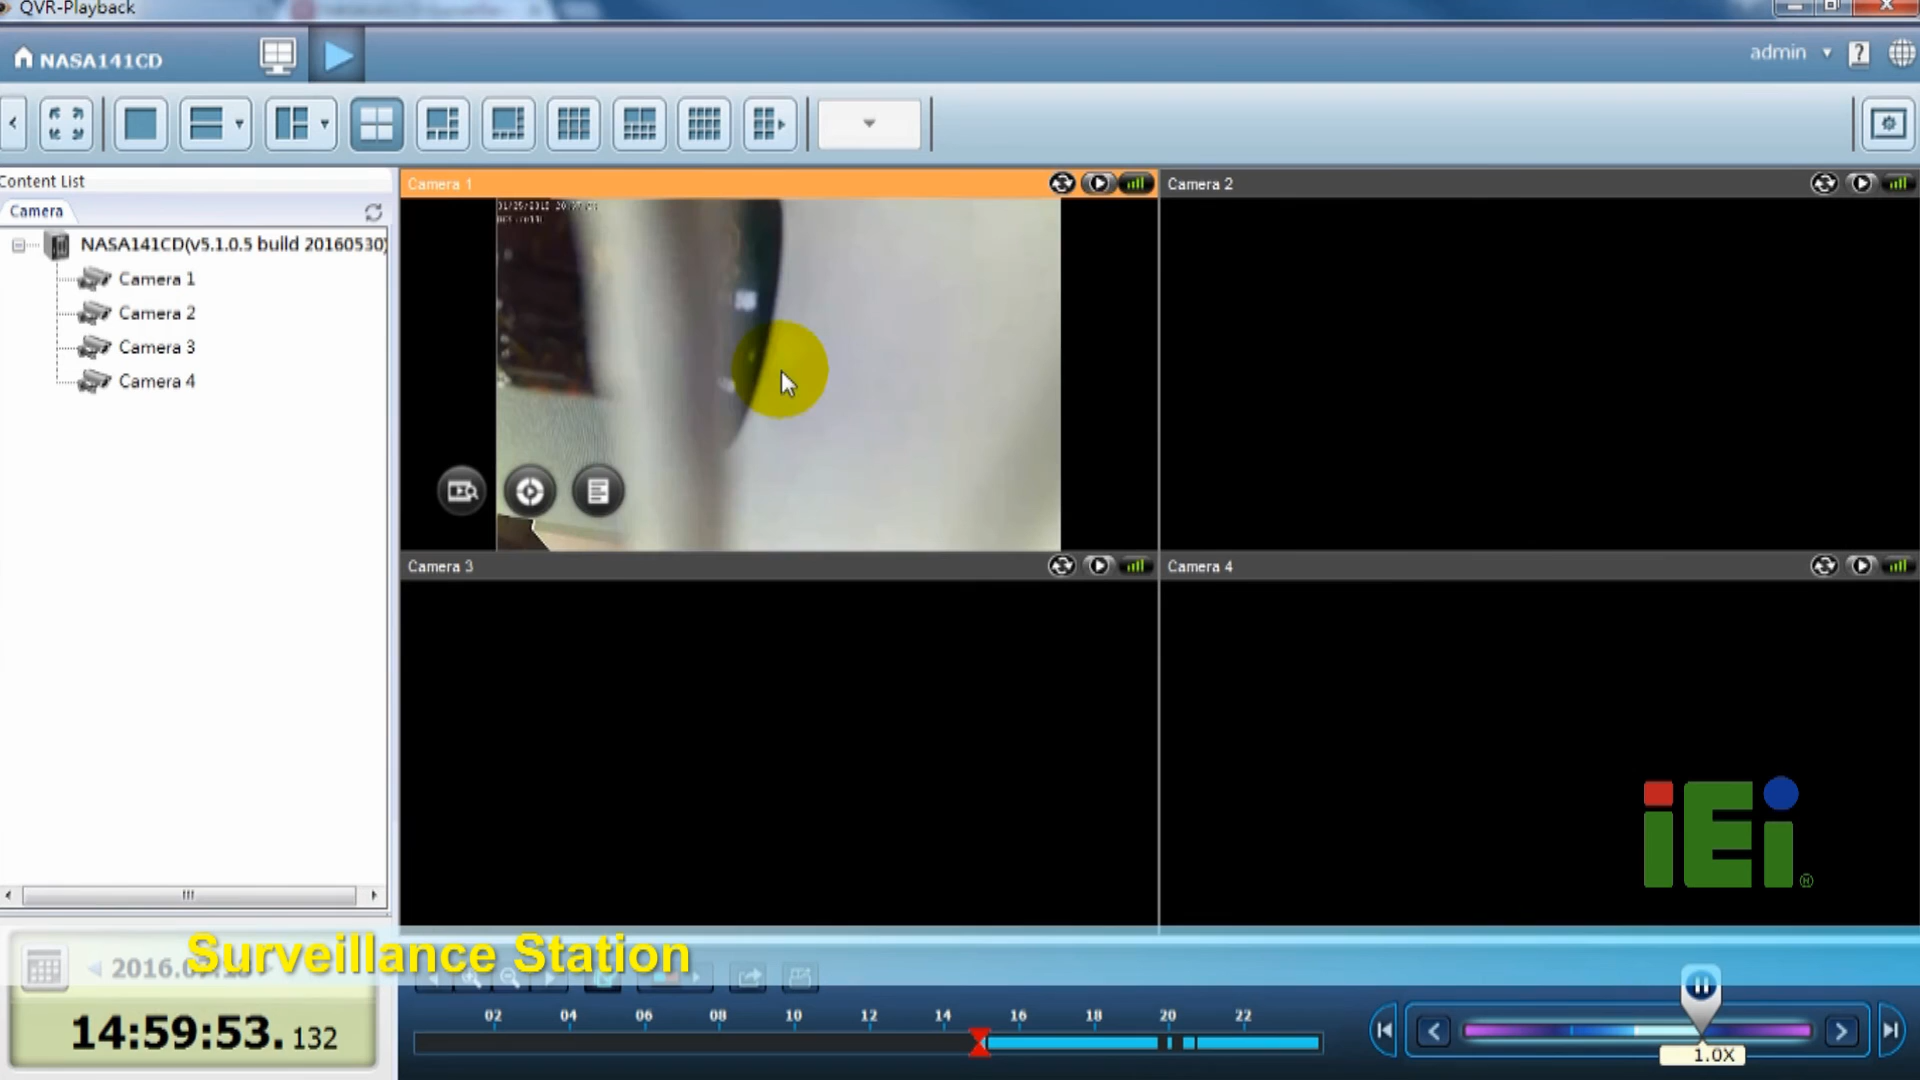 QVR-Playback
NASA141CD
admin
?
Content List
Camera
NASA141CD(v5.1.0.5 build 20160530)
Camera 1
Camera 2
Camera 3
Camera 4
Camera 1
Camera 2
Camera 3
Camera 4
iEi
Surveillance Station
14:59:53.132
02 04 06 08 10 12 14 16 18 20 22
1.0X